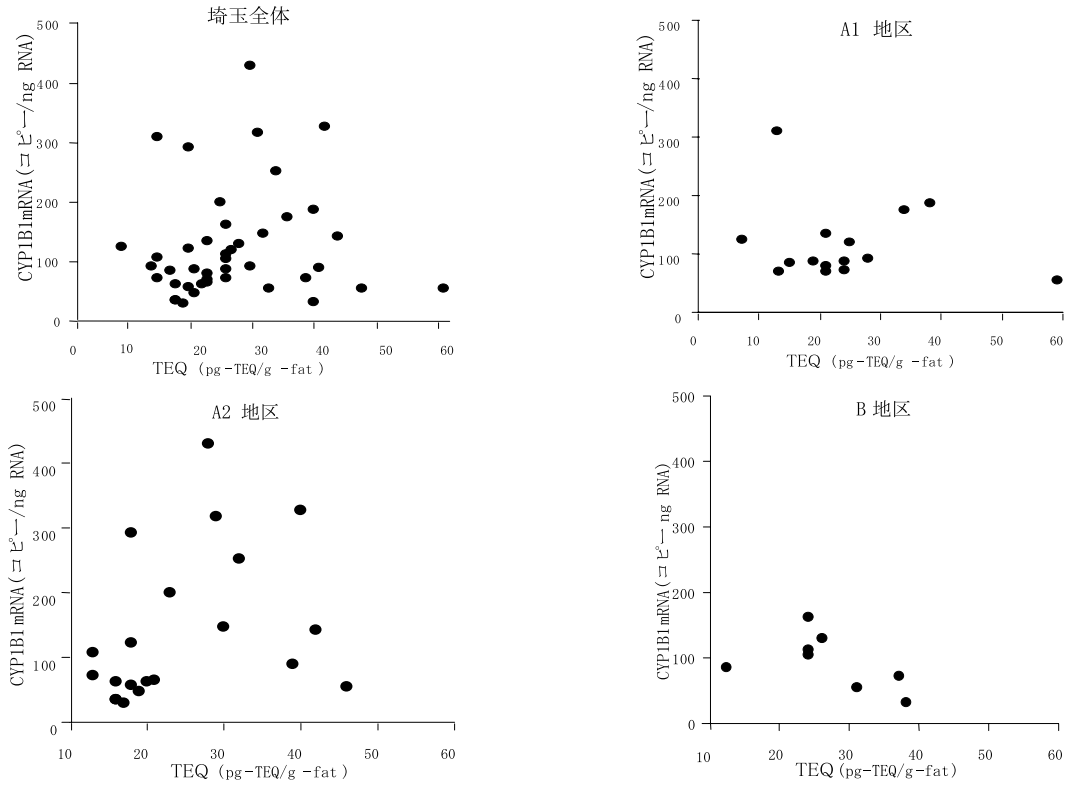 埼玉全体
CYP1B1mRNA(コピー/ng RNA)
500
400
300
200
100
0
0 10 20 30 40 50 60
TEQ (pg-TEQ/g -fat )
A1 地区
CYP1B1mRNA(コピー/ng RNA)
500
400
300
200
100
0
0 10 20 30 40 50 60
TEQ (pg-TEQ/g -fat )
A2 地区
CYP1B1mRNA(コピー/ng RNA)
500
400
300
200
100
0
10 20 30 40 50 60
TEQ (pg-TEQ/g -fat )
B 地区
CYP1B1mRNA(コピー ng RNA)
500
400
300
200
100
0
10 20 30 40 50 60
TEQ (pg-TEQ/g-fat )